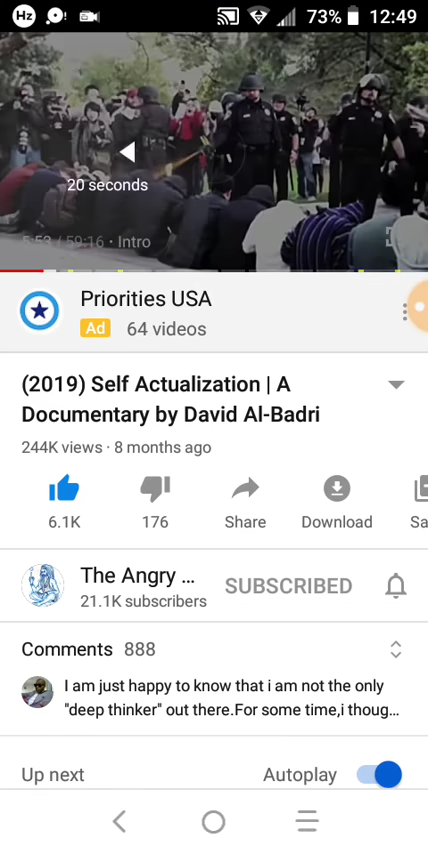 Hz
73%
12:49
20 seconds
5:53 / 59:16 · Intro
Priorities USA
Ad 64 videos
(2019) Self Actualization | A
Documentary by David Al-Badri
244K views · 8 months ago
6.1K
176
Share
Download
Sa
The Angry ...
SUBSCRIBED
21.1K subscribers
Comments 888
I am just happy to know that i am not the only
"deep thinker" out there.For some time,i thoug...
Up next
Autoplay